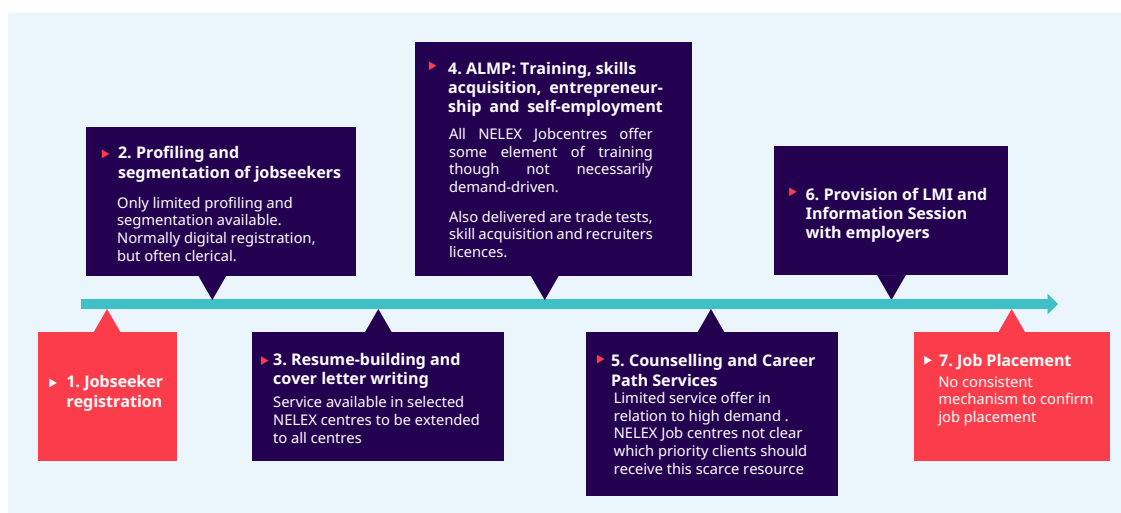 1. Jobseeker
registration
2. Profiling and
segmentation of jobseekers
Only limited profiling and
segmentation available.
Normally digital registration,
but often clerical.
3. Resume-building and
cover letter writing
Service available in selected
NELEX centres to be extended
to all centres
4. ALMP: Training, skills
acquisition, entrepreneur-
ship and self-employment
All NELEX Jobcentres offer
some element of training
though not necessarily
demand-driven.
Also delivered are trade tests,
skill acquisition and recruiters
licences.
5. Counselling and Career
Path Services
Limited service offer in
relation to high demand .
NELEX Job centres not clear
which priority clients should
receive this scarce resource
6. Provision of LMI and
Information Session
with employers
7. Job Placement
No consistent
mechanism to confirm
job placement